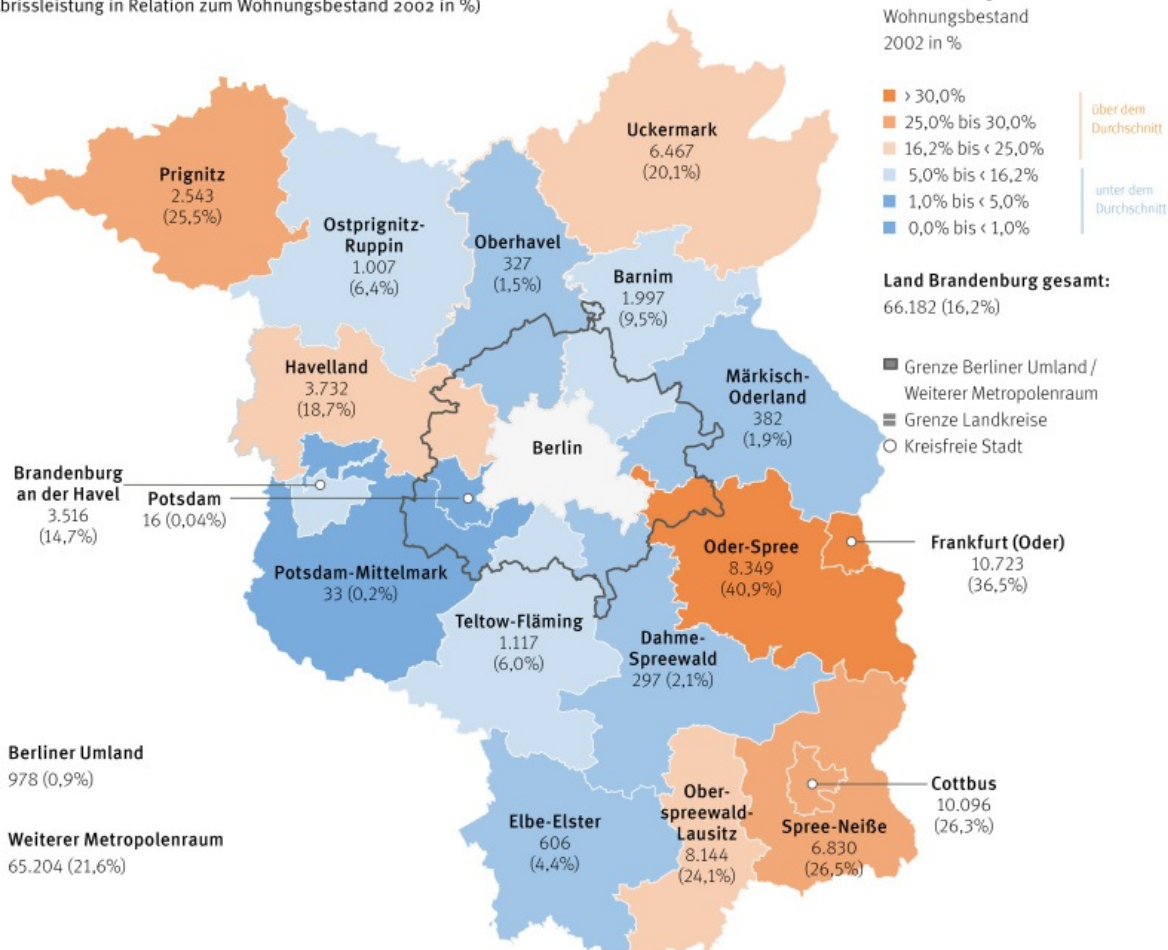 brissleistung in Relation zum Wohnungsbestand 2002 in %)
Wohnungsbestand
2002 in %
> 30,0%
25,0% bis 30,0%
16,2% bis < 25,0%
5,0% bis < 16,2%
1,0% bis < 5,0%
0,0% bis < 1,0%
über dem
Durchschnitt
unter dem
Durchschnitt
Land Brandenburg gesamt:
66.182 (16,2%)
Grenze Berliner Umland /
Weiterer Metropolenraum
Grenze Landkreise
Kreisfreie Stadt
Prignitz
2.543
(25,5%)
Ostprignitz-
Ruppin
1.007
(6,4%)
Oberhavel
327
(1,5%)
Uckermark
6.467
(20,1%)
Barnim
1.997
(9,5%)
Havelland
3.732
(18,7%)
Märkisch-
Oderland
382
(1,9%)
Berlin
Brandenburg
an der Havel
3.516
(14,7%)
Potsdam
16 (0,04%)
Potsdam-Mittelmark
33 (0,2%)
Oder-Spree
8.349
(40,9%)
Frankfurt (Oder)
10.723
(36,5%)
Teltow-Fläming
1.117
(6,0%)
Dahme-
Spreewald
297 (2,1%)
Berliner Umland
978 (0,9%)
Weiterer Metropolenraum
65.204 (21,6%)
Elbe-Elster
606
(4,4%)
Ober-
spreewald-
Lausitz
8.144
(24,1%)
Spree-Neiße
6.830
(26,5%)
Cottbus
10.096
(26,3%)